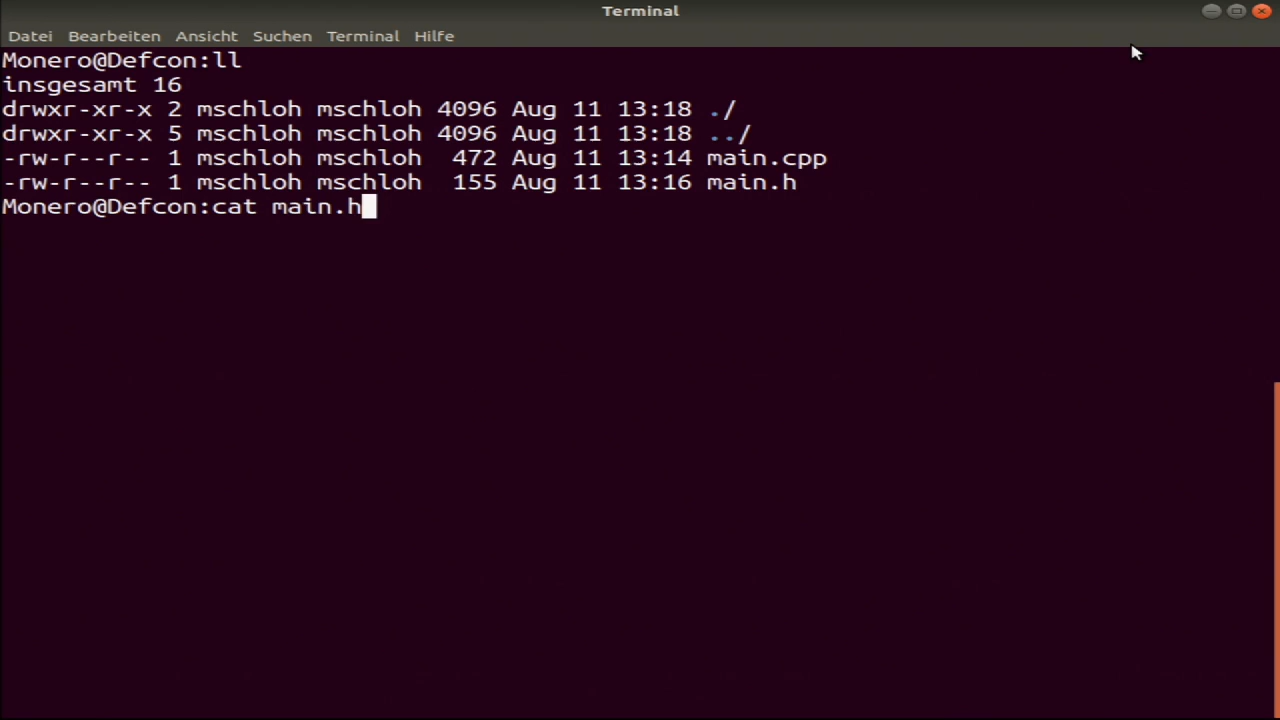 Terminal
Datei Bearbeiten Ansicht Suchen Terminal Hilfe
Monero@Defcon:ll
insgesamt 16
drwxr-xr-x 2 mschloh mschloh 4096 Aug 11 13:18 ./
drwxr-xr-x 5 mschloh mschloh 4096 Aug 11 13:18 ../
-rw-r--r-- 1 mschloh mschloh  472 Aug 11 13:14 main.cpp
-rw-r--r-- 1 mschloh mschloh  155 Aug 11 13:16 main.h
Monero@Defcon:cat main.h